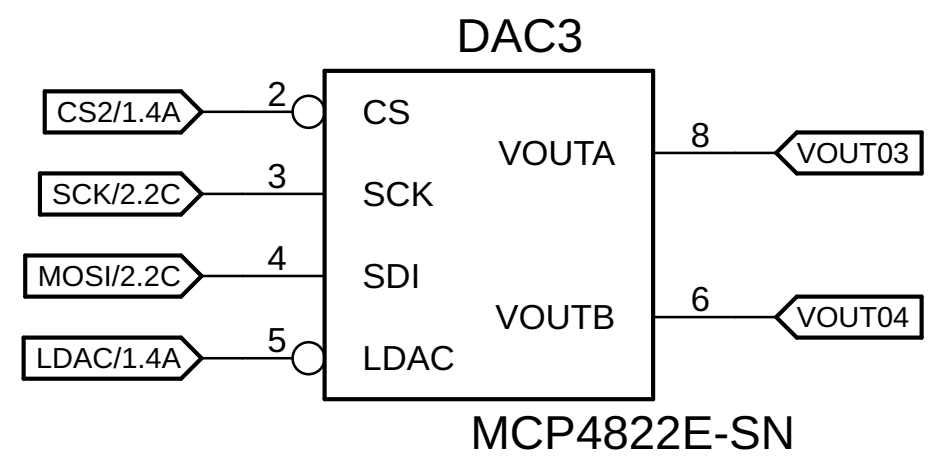 DAC3
CS2/1.4A 2 CS
VOUTA 8 VOUT03
SCK/2.2C 3 SCK
MOSI/2.2C 4 SDI
VOUTB 6 VOUT04
LDAC/1.4A 5 LDAC
MCP4822E-SN